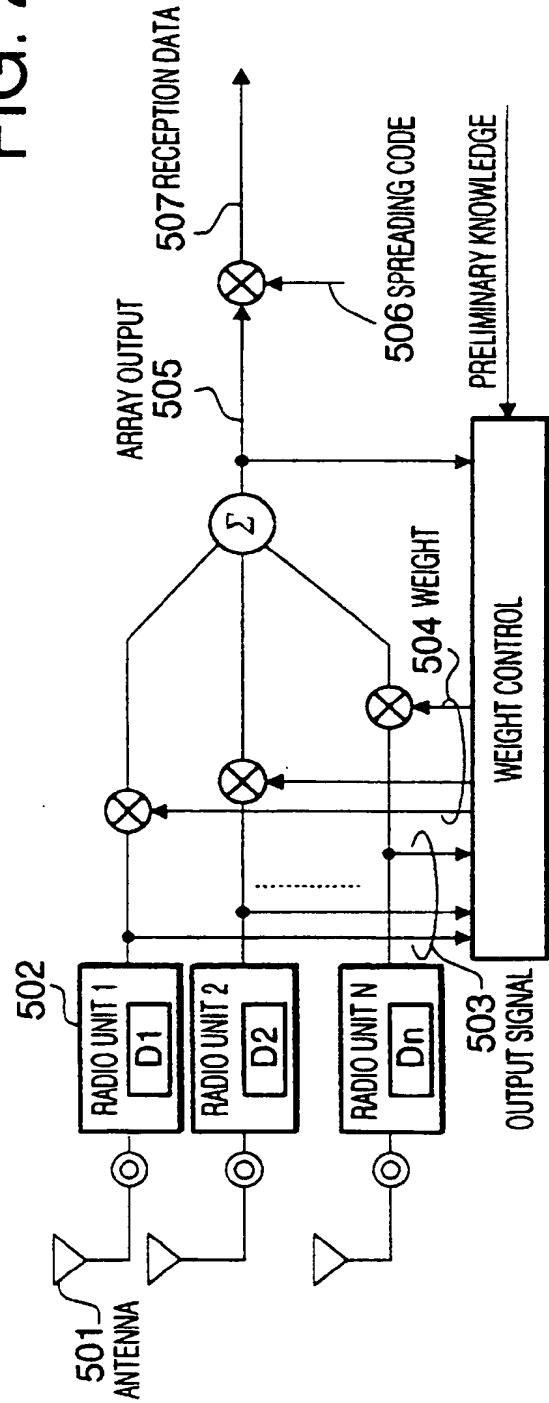 FIG.
501
ANTENNA
502
RADIO UNIT 1
D1
RADIO UNIT 2
D2
RADIO UNIT N
Dn
503
OUTPUT SIGNAL
504 WEIGHT
WEIGHT CONTROL
Σ
ARRAY OUTPUT
505
506 SPREADING CODE
507 RECEPTION DATA
PRELIMINARY KNOWLEDGE